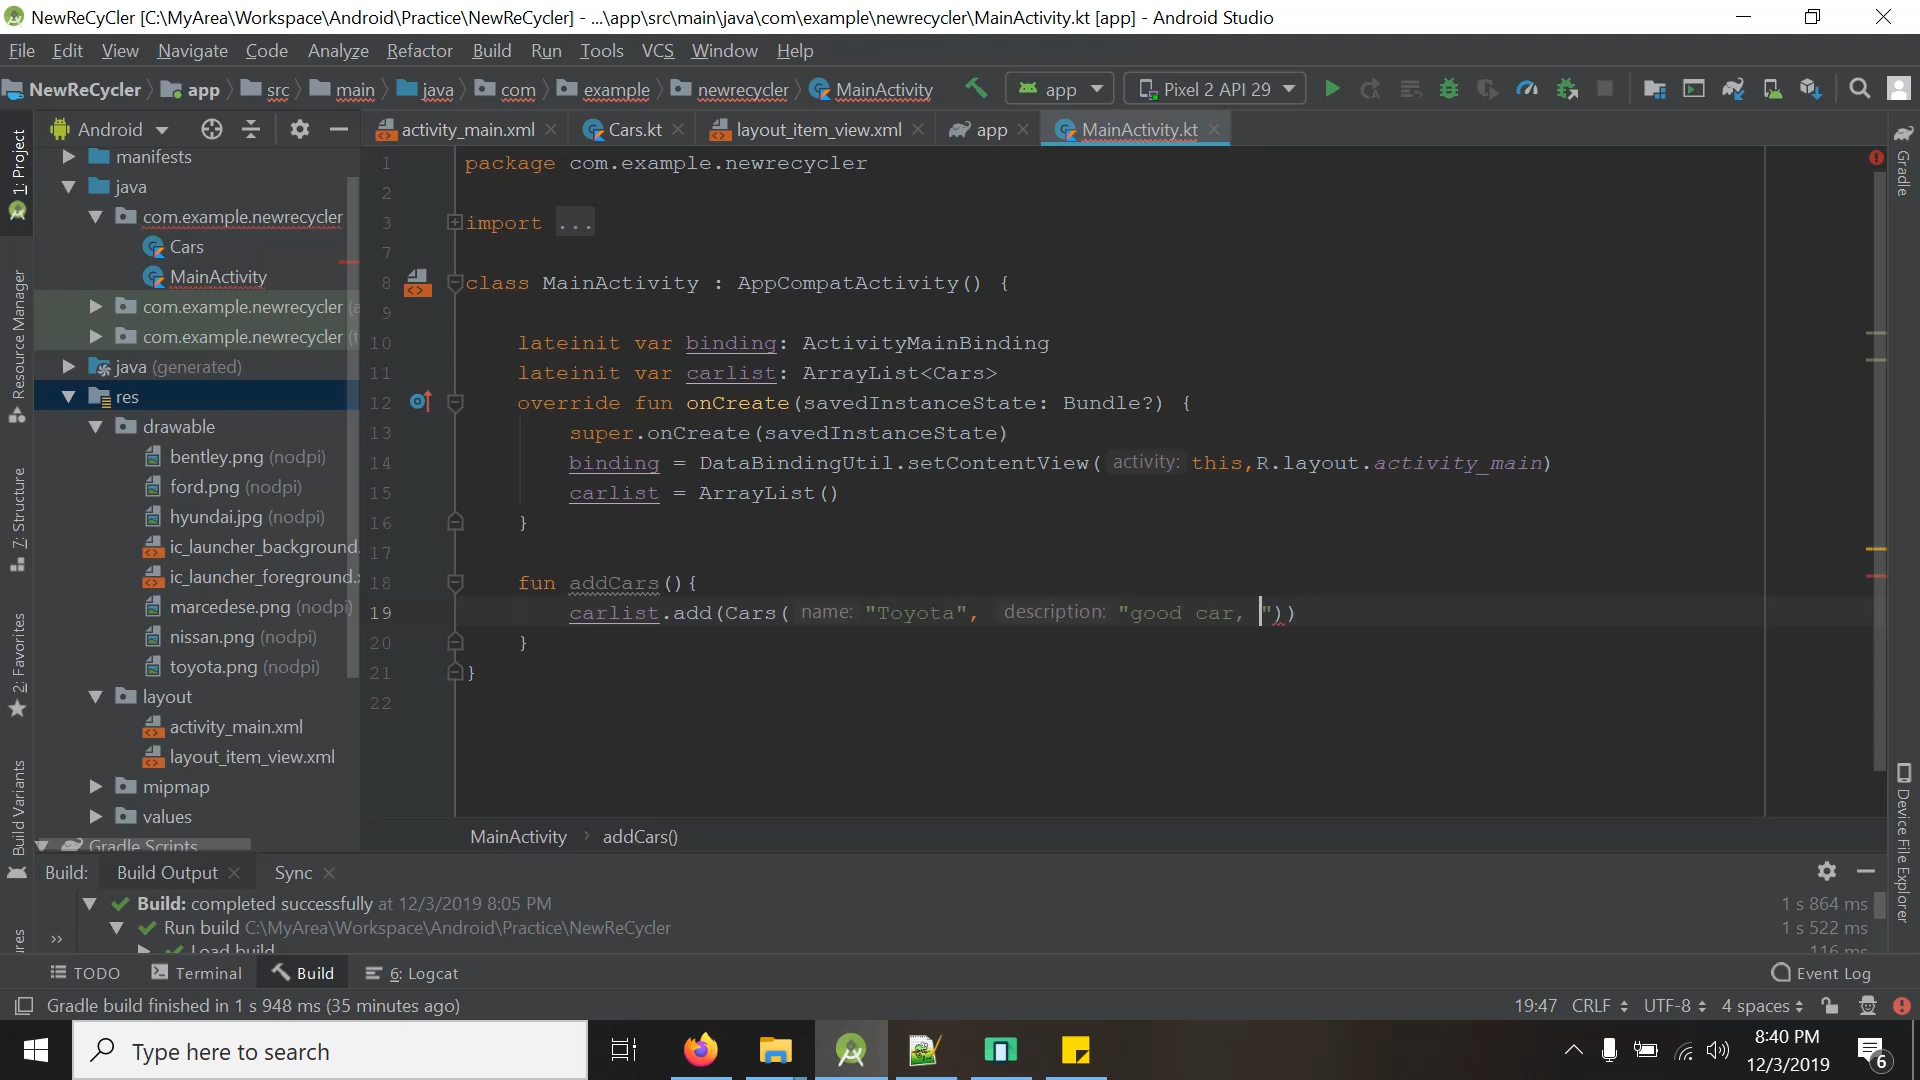 NewReCycler [C:\MyArea\Workspace\Android\Practice\NewReCycler] - ...\app\src\main\java\com\example\newrecycler\MainActivity.kt [app] - Android Studio
File Edit View Navigate Code Analyze Refactor Build Run Tools VCS Window Help
NewReCycler app src main java com example newrecycler MainActivity app Pixel 2 API 29
Android activity_main.xml Cars.kt layout_item_view.xml app MainActivity.kt
1: Project
Resource Manager
7: Structure
2: Favorites
Build Variants
manifests
java
com.example.newrecycler
Cars
MainActivity
com.example.newrecycler (a
com.example.newrecycler (t
java (generated)
res
drawable
bentley.png (nodpi)
ford.png (nodpi)
hyundai.jpg (nodpi)
ic_launcher_background.
ic_launcher_foreground.x
marcedese.png (nodpi)
nissan.png (nodpi)
toyota.png (nodpi)
layout
activity_main.xml
layout_item_view.xml
mipmap
values
Gradle Scripts
1 package com.example.newrecycler
2
3 import ...
7
8 class MainActivity : AppCompatActivity() {
9
10 lateinit var binding: ActivityMainBinding
11 lateinit var carlist: ArrayList<Cars>
12 override fun onCreate(savedInstanceState: Bundle?) {
13 super.onCreate(savedInstanceState)
14 binding = DataBindingUtil.setContentView( activity: this,R.layout.activity_main)
15 carlist = ArrayList()
16 }
17
18 fun addCars(){
19 carlist.add(Cars( name: "Toyota", description: "good car, "))
20 }
21 }
22
Gradle
Device File Explorer
MainActivity › addCars()
Build: Build Output Sync
Build: completed successfully at 12/3/2019 8:05 PM 1 s 864 ms
Run build C:\MyArea\Workspace\Android\Practice\NewReCycler 1 s 522 ms
Load build 116 ms
»
TODO Terminal Build 6: Logcat Event Log
Gradle build finished in 1 s 948 ms (35 minutes ago) 19:47 CRLF UTF-8 4 spaces
Type here to search
8:40 PM
12/3/2019
6